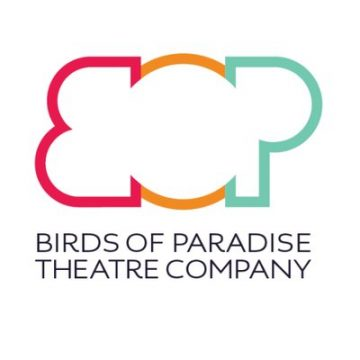 BOP
BIRDS OF PARADISE
THEATRE COMPANY